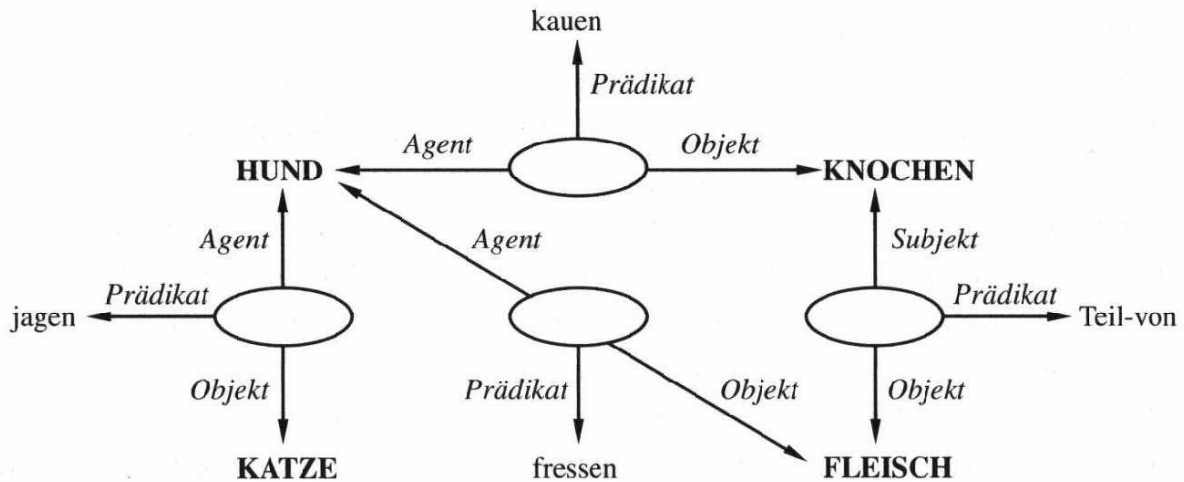 kauen
Prädikat
Agent Objekt
HUND KNOCHEN
Agent Agent Subjekt
Prädikat Prädikat
jagen Teil-von
Objekt Prädikat Objekt Objekt
KATZE fressen FLEISCH